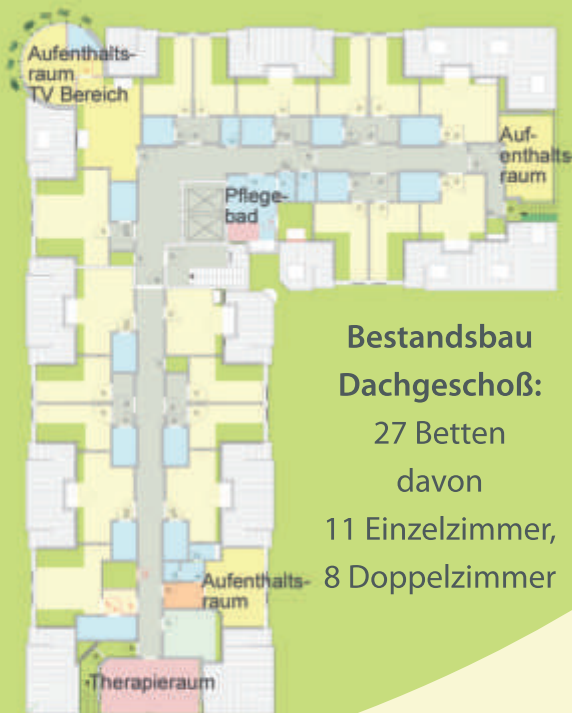 Aufenthalts-
raum
TV Bereich
Auf-
enthalts-
raum
Pflege-
bad
Bestandsbau
Dachgeschoß:
27 Betten
davon
11 Einzelzimmer,
8 Doppelzimmer
Aufenthalts-
raum
Therapieraum